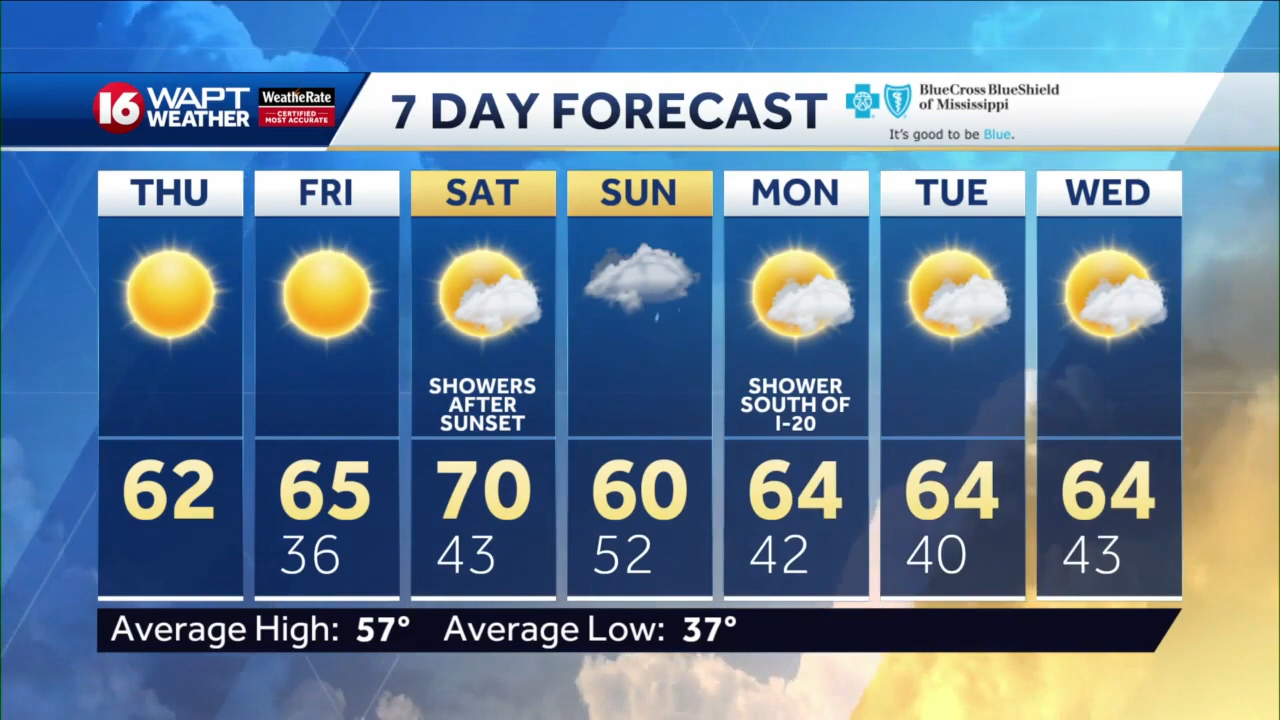 16 WAPT WEATHER
WeatheRate
CERTIFIED
MOST ACCURATE
7 DAY FORECAST
BlueCross BlueShield
of Mississippi
It's good to be Blue.
THU FRI SAT SUN MON TUE WED
SHOWERS
AFTER
SUNSET
SHOWER
SOUTH OF
I-20
62 65 70 60 64 64 64
36 43 52 42 40 43
Average High: 57° Average Low: 37°